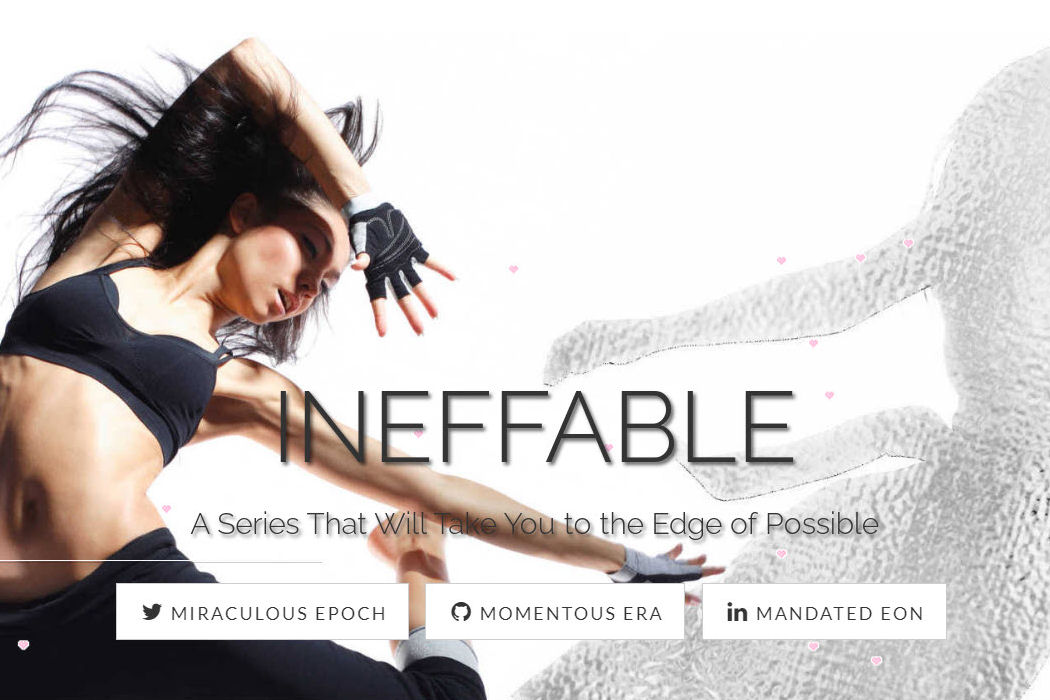 INEFFABLE
A Series That Will Take You to the Edge of Possible
MIRACULOUS EPOCH
MOMENTOUS ERA
MANDATED EON